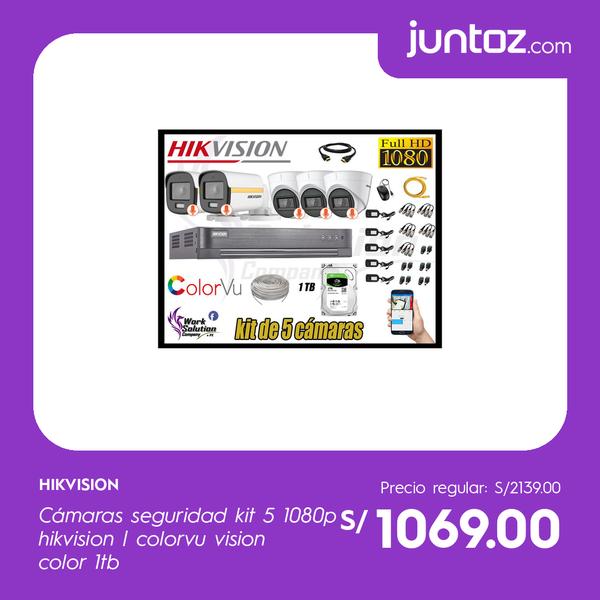 juntoz.com
HIKVISION
Full HD
1080
ColorVu
1 TB
Work
Solution
Company
kit de 5 cámaras
HIKVISION
Cámaras seguridad kit 5 1080p
hikvision | colorvu vision
color 1tb
Precio regular: S/2139.00
S/ 1069.00